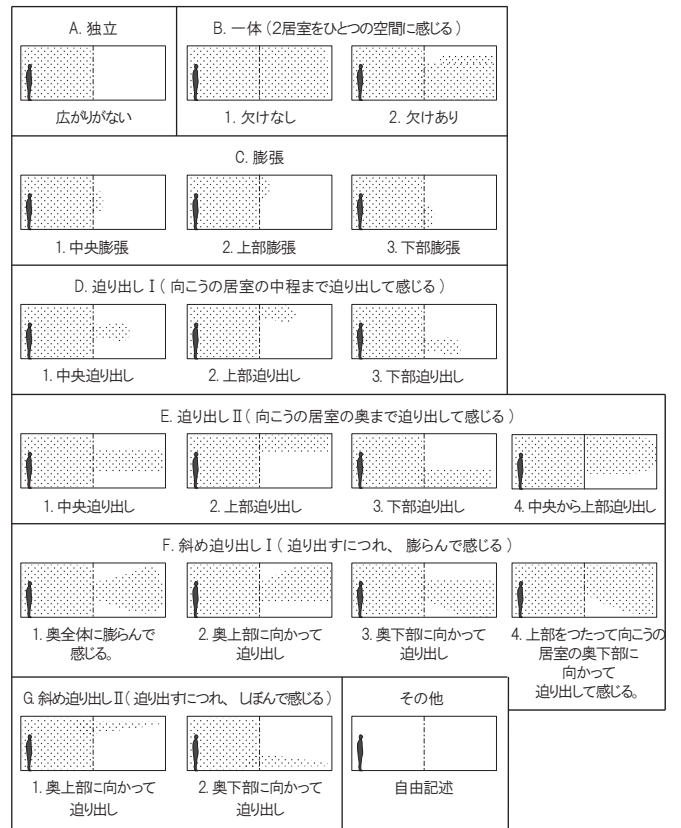 A. 独立
B. 一体 ( 2居室をひとつの空間に感じる )
広がりがない
1. 欠けなし
2. 欠けあり
C. 膨張
1. 中央膨張
2. 上部膨張
3. 下部膨張
D. 迫り出し Ⅰ ( 向こうの居室の中程まで迫り出して感じる )
1. 中央迫り出し
2. 上部迫り出し
3. 下部迫り出し
E. 迫り出し Ⅱ ( 向こうの居室の奥まで迫り出して感じる )
1. 中央迫り出し
2. 上部迫り出し
3. 下部迫り出し
4. 中央から上部迫り出し
F. 斜め迫り出し Ⅰ ( 迫り出すにつれ、 膨らんで感じる )
1. 奥全体に膨らんで
感じる。
2. 奥上部に向かって
迫り出し
3. 奥下部に向かって
迫り出し
4. 上部をつたって向こうの
居室の奥下部に
向かって
迫り出して感じる。
G. 斜め迫り出し Ⅱ ( 迫り出すにつれ、 しぼんで感じる )
その他
1. 奥上部に向かって
迫り出し
2. 奥下部に向かって
迫り出し
自由記述